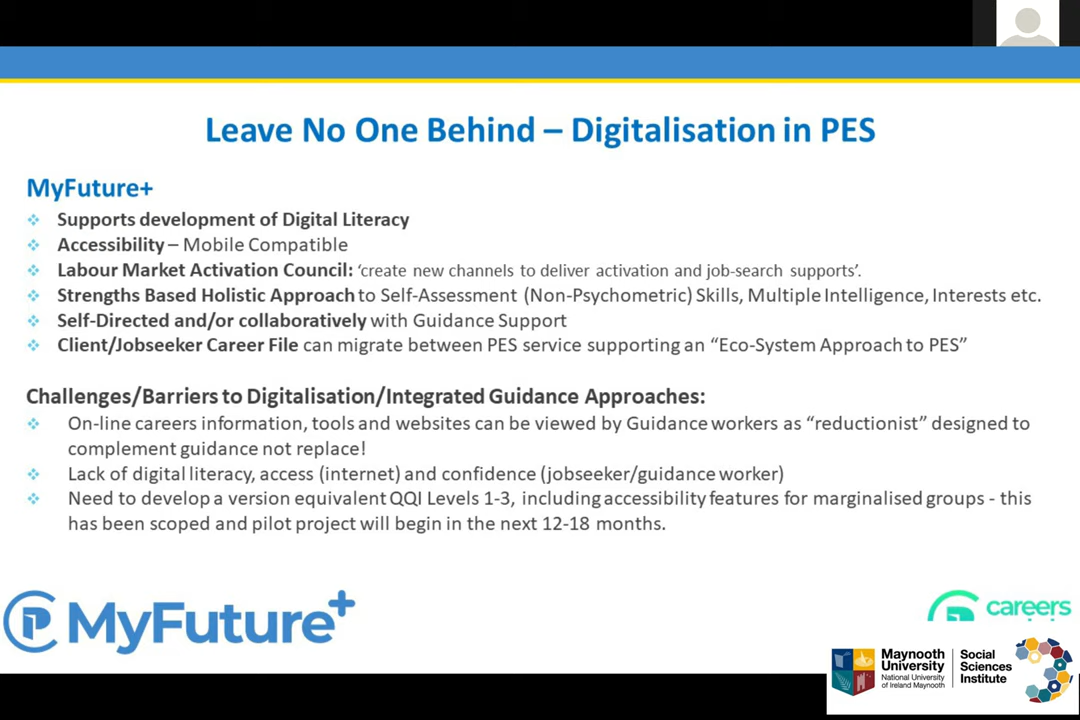 Leave No One Behind – Digitalisation in PES
MyFuture+
Supports development of Digital Literacy
Accessibility – Mobile Compatible
Labour Market Activation Council: ‘create new channels to deliver activation and job-search supports’.
Strengths Based Holistic Approach to Self-Assessment (Non-Psychometric) Skills, Multiple Intelligence, Interests etc.
Self-Directed and/or collaboratively with Guidance Support
Client/Jobseeker Career File can migrate between PES service supporting an “Eco-System Approach to PES”
Challenges/Barriers to Digitalisation/Integrated Guidance Approaches:
On-line careers information, tools and websites can be viewed by Guidance workers as “reductionist” designed to
complement guidance not replace!
Lack of digital literacy, access (internet) and confidence (jobseeker/guidance worker)
Need to develop a version equivalent QQI Levels 1-3, including accessibility features for marginalised groups - this
has been scoped and pilot project will begin in the next 12-18 months.
MyFuture+
careers
Maynooth
University
National University
of Ireland Maynooth
Social
Sciences
Institute